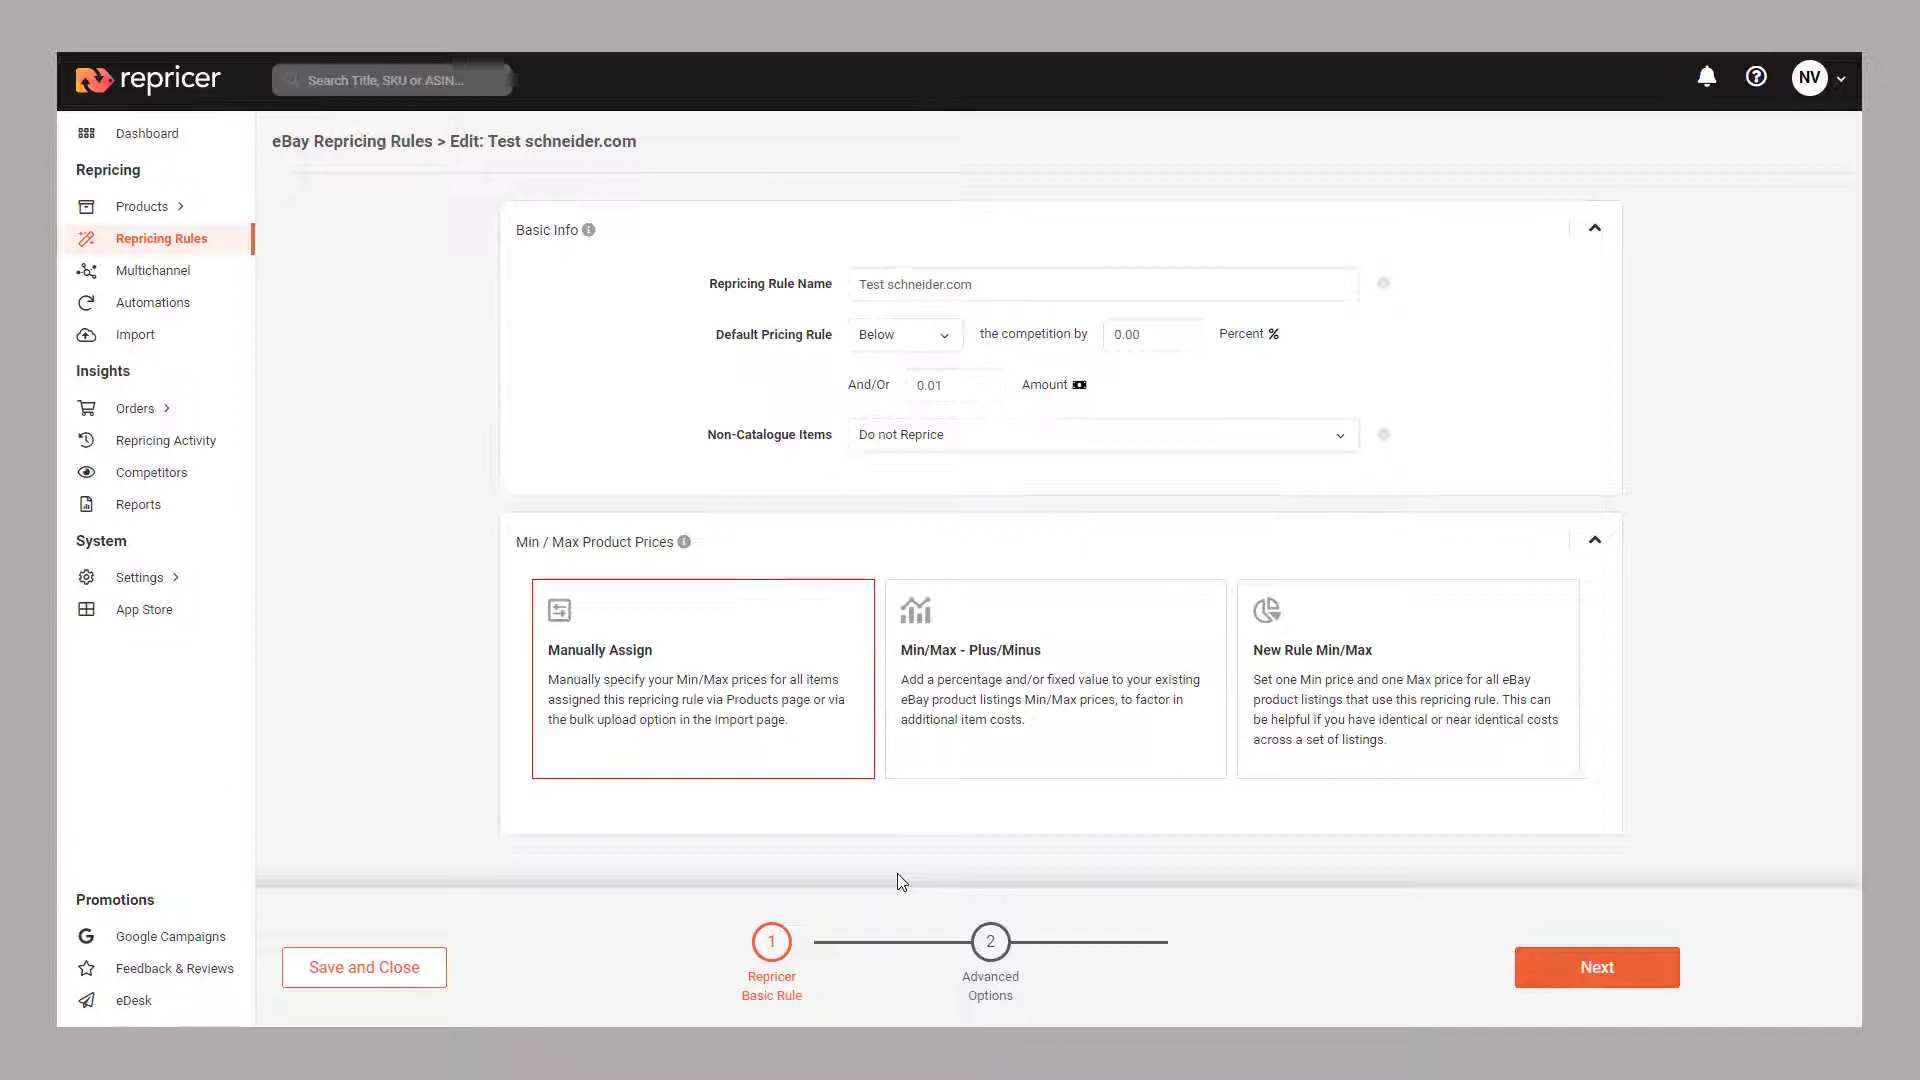 repricer
Search Title, SKU or ASIN...
NV
Dashboard
Repricing
Products
Repricing Rules
Multichannel
Automations
Import
Insights
Orders
Repricing Activity
Competitors
Reports
System
Settings
App Store
Promotions
Google Campaigns
Feedback & Reviews
eDesk
eBay Repricing Rules > Edit: Test schneider.com
Basic Info
Repricing Rule Name Test schneider.com
Default Pricing Rule Below the competition by 0.00 Percent %
And/Or 0.01 Amount
Non-Catalogue Items Do not Reprice
Min / Max Product Prices
Manually Assign
Manually specify your Min/Max prices for all items
assigned this repricing rule via Products page or via
the bulk upload option in the Import page.
Min/Max - Plus/Minus
Add a percentage and/or fixed value to your existing
eBay product listings Min/Max prices, to factor in
additional item costs.
New Rule Min/Max
Set one Min price and one Max price for all eBay
product listings that use this repricing rule. This can
be helpful if you have identical or near identical costs
across a set of listings.
Save and Close
1
Repricer
Basic Rule
2
Advanced
Options
Next